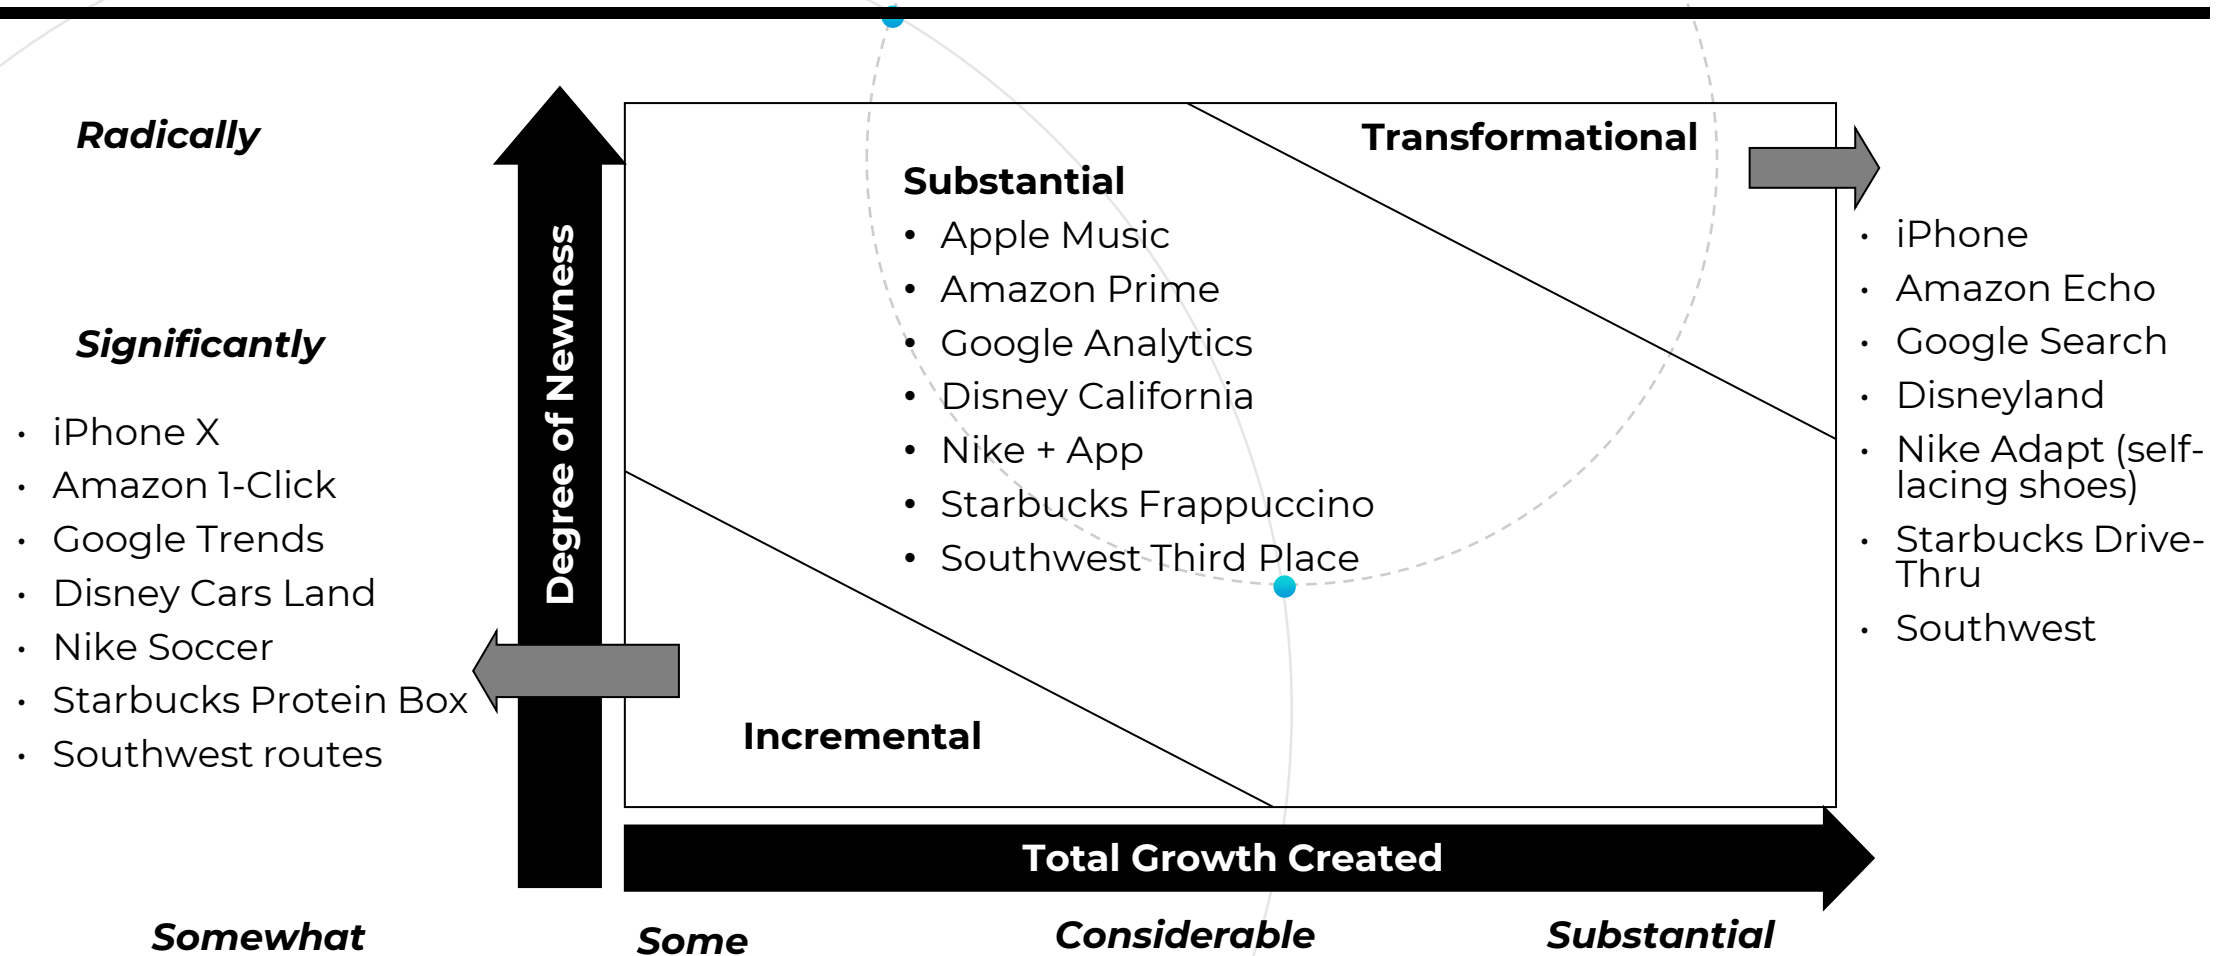 Radically
Significantly
• iPhone X
• Amazon 1-Click
• Google Trends
• Disney Cars Land
• Nike Soccer
• Starbucks Protein Box
• Southwest routes
Somewhat
Degree of Newness
Substantial
• Apple Music
• Amazon Prime
• Google Analytics
• Disney California
• Nike + App
• Starbucks Frappuccino
• Southwest Third Place
Incremental
Transformational
• iPhone
• Amazon Echo
• Google Search
• Disneyland
• Nike Adapt (self-
lacing shoes)
• Starbucks Drive-
Thru
• Southwest
Total Growth Created
Some
Considerable
Substantial